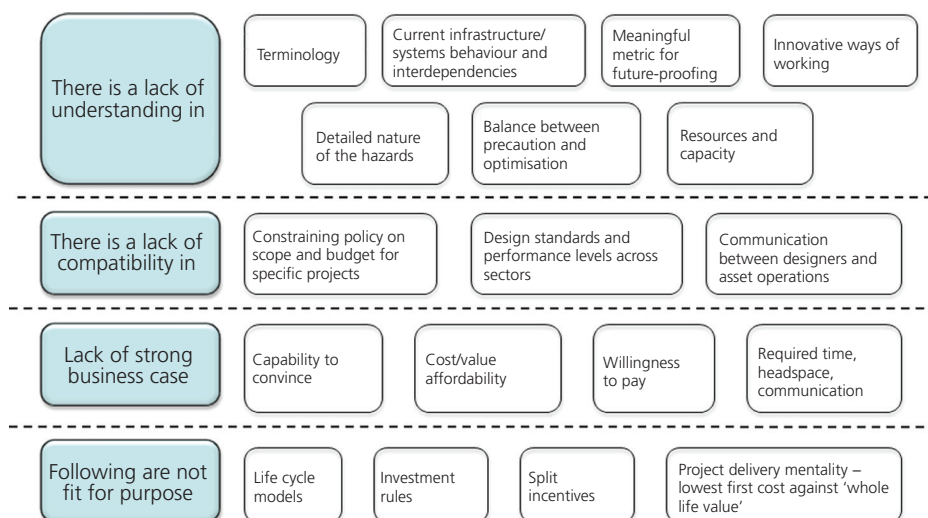 There is a lack of
understanding in
Terminology
Current infrastructure/
systems behaviour and
interdependencies
Meaningful
metric for
future-proofing
Innovative ways of
working
Detailed nature
of the hazards
Balance between
precaution and
optimisation
Resources and
capacity
There is a lack of
compatibility in
Constraining policy on
scope and budget for
specific projects
Design standards and
performance levels across
sectors
Communication
between designers and
asset operations
Lack of strong
business case
Capability to
convince
Cost/value
affordability
Willingness
to pay
Required time,
headspace,
communication
Following are not
fit for purpose
Life cycle
models
Investment
rules
Split
incentives
Project delivery mentality –
lowest first cost against ‘whole
life value’